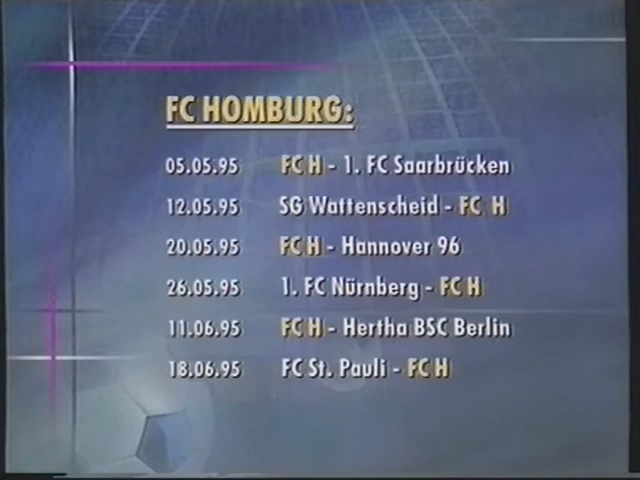 FC HOMBURG:
05.05.95 FC H - 1. FC Saarbrücken
12.05.95 SG Wattenscheid - FC H
20.05.95 FC H - Hannover 96
26.05.95 1. FC Nürnberg - FC H
11.06.95 FC H - Hertha BSC Berlin
18.06.95 FC St. Pauli - FC H